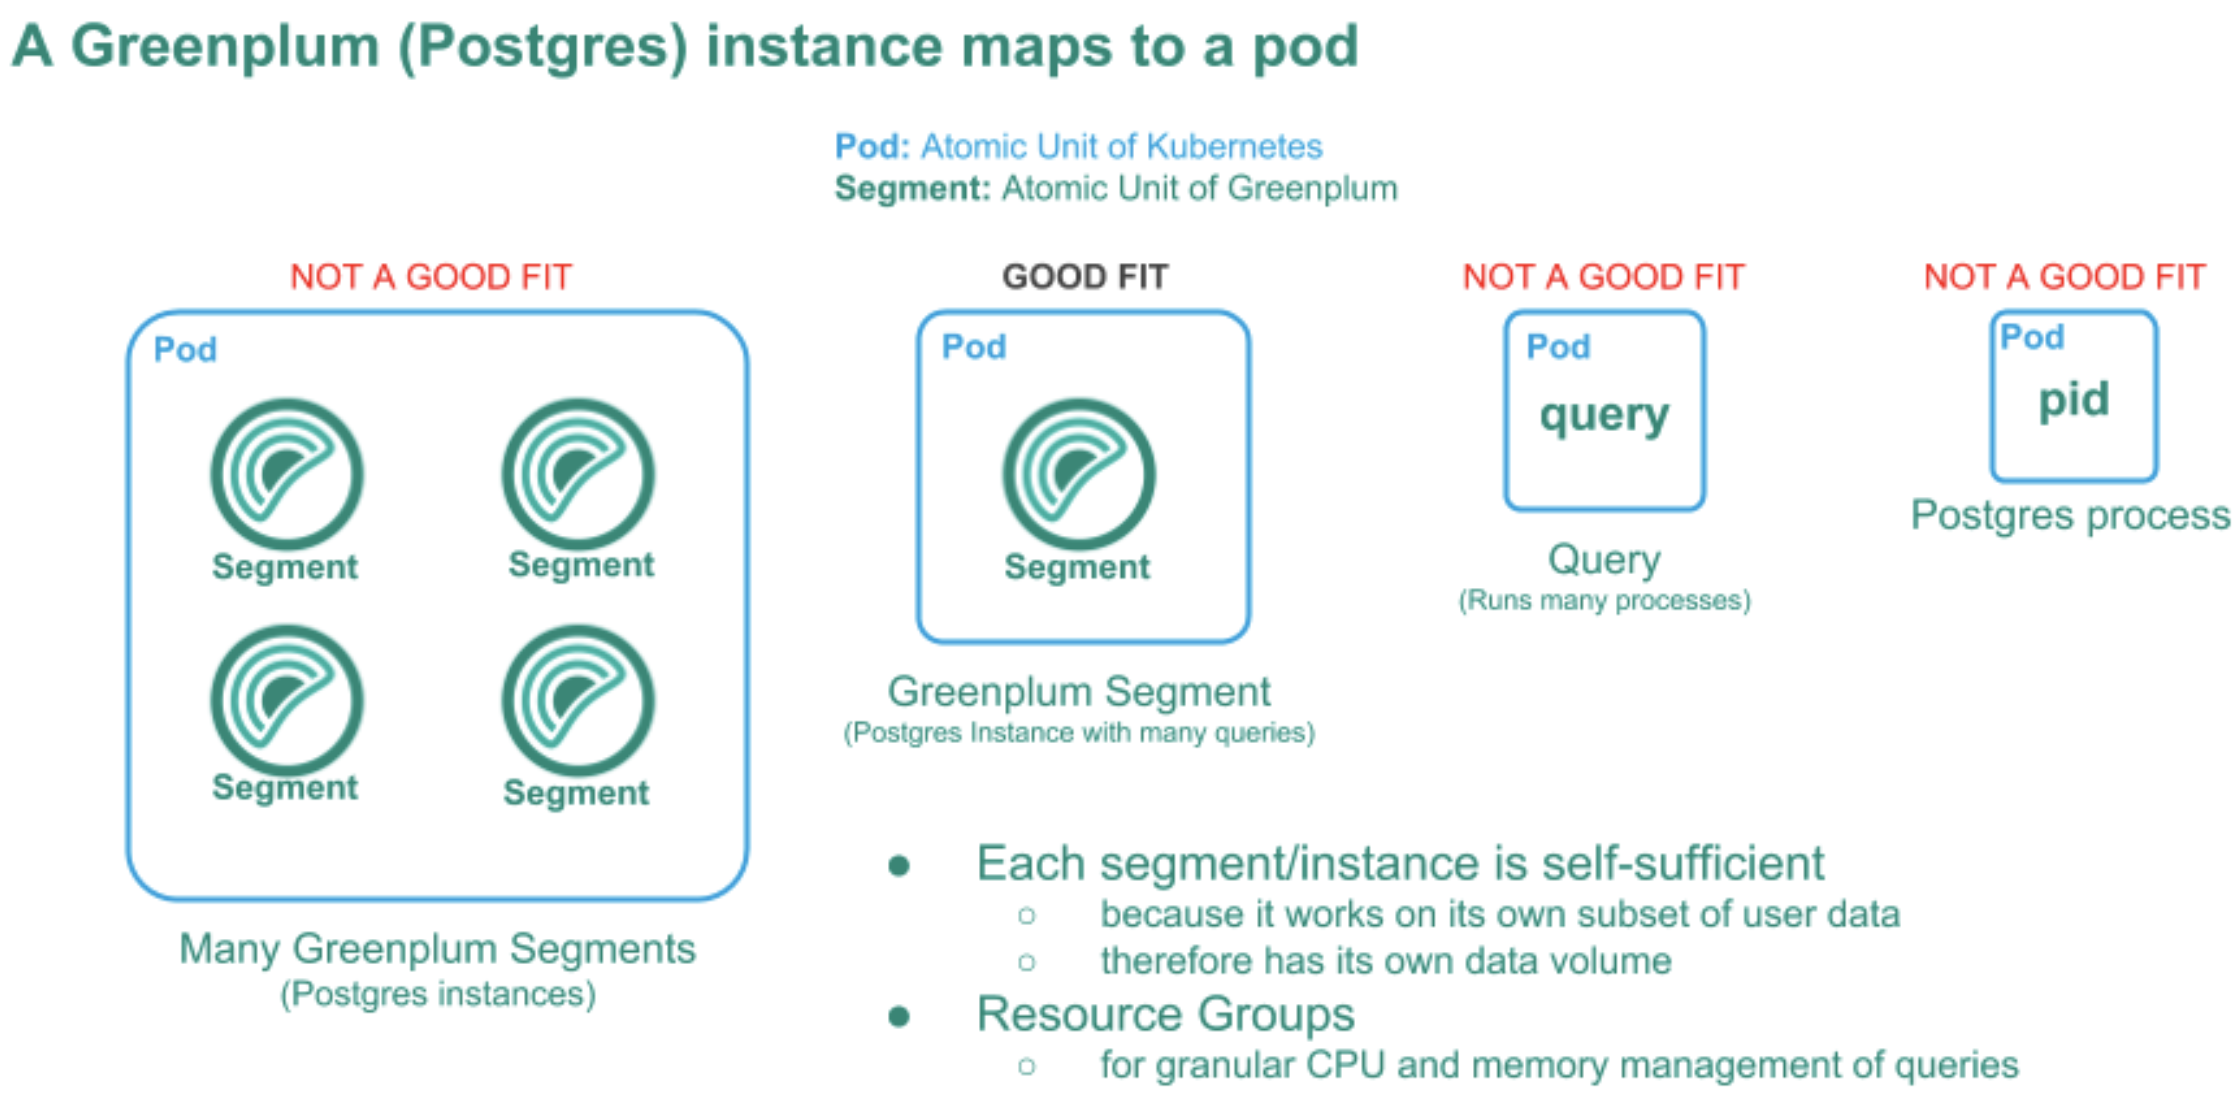 A Greenplum (Postgres) instance maps to a pod
Pod: Atomic Unit of Kubernetes
Segment: Atomic Unit of Greenplum
NOT A GOOD FIT
Pod
Segment
Segment
Segment
Segment
Many Greenplum Segments
(Postgres instances)
GOOD FIT
Pod
Segment
Greenplum Segment
(Postgres Instance with many queries)
NOT A GOOD FIT
Pod
query
Query
(Runs many processes)
NOT A GOOD FIT
Pod
pid
Postgres process
● Each segment/instance is self-sufficient
○ because it works on its own subset of user data
○ therefore has its own data volume
● Resource Groups
○ for granular CPU and memory management of queries